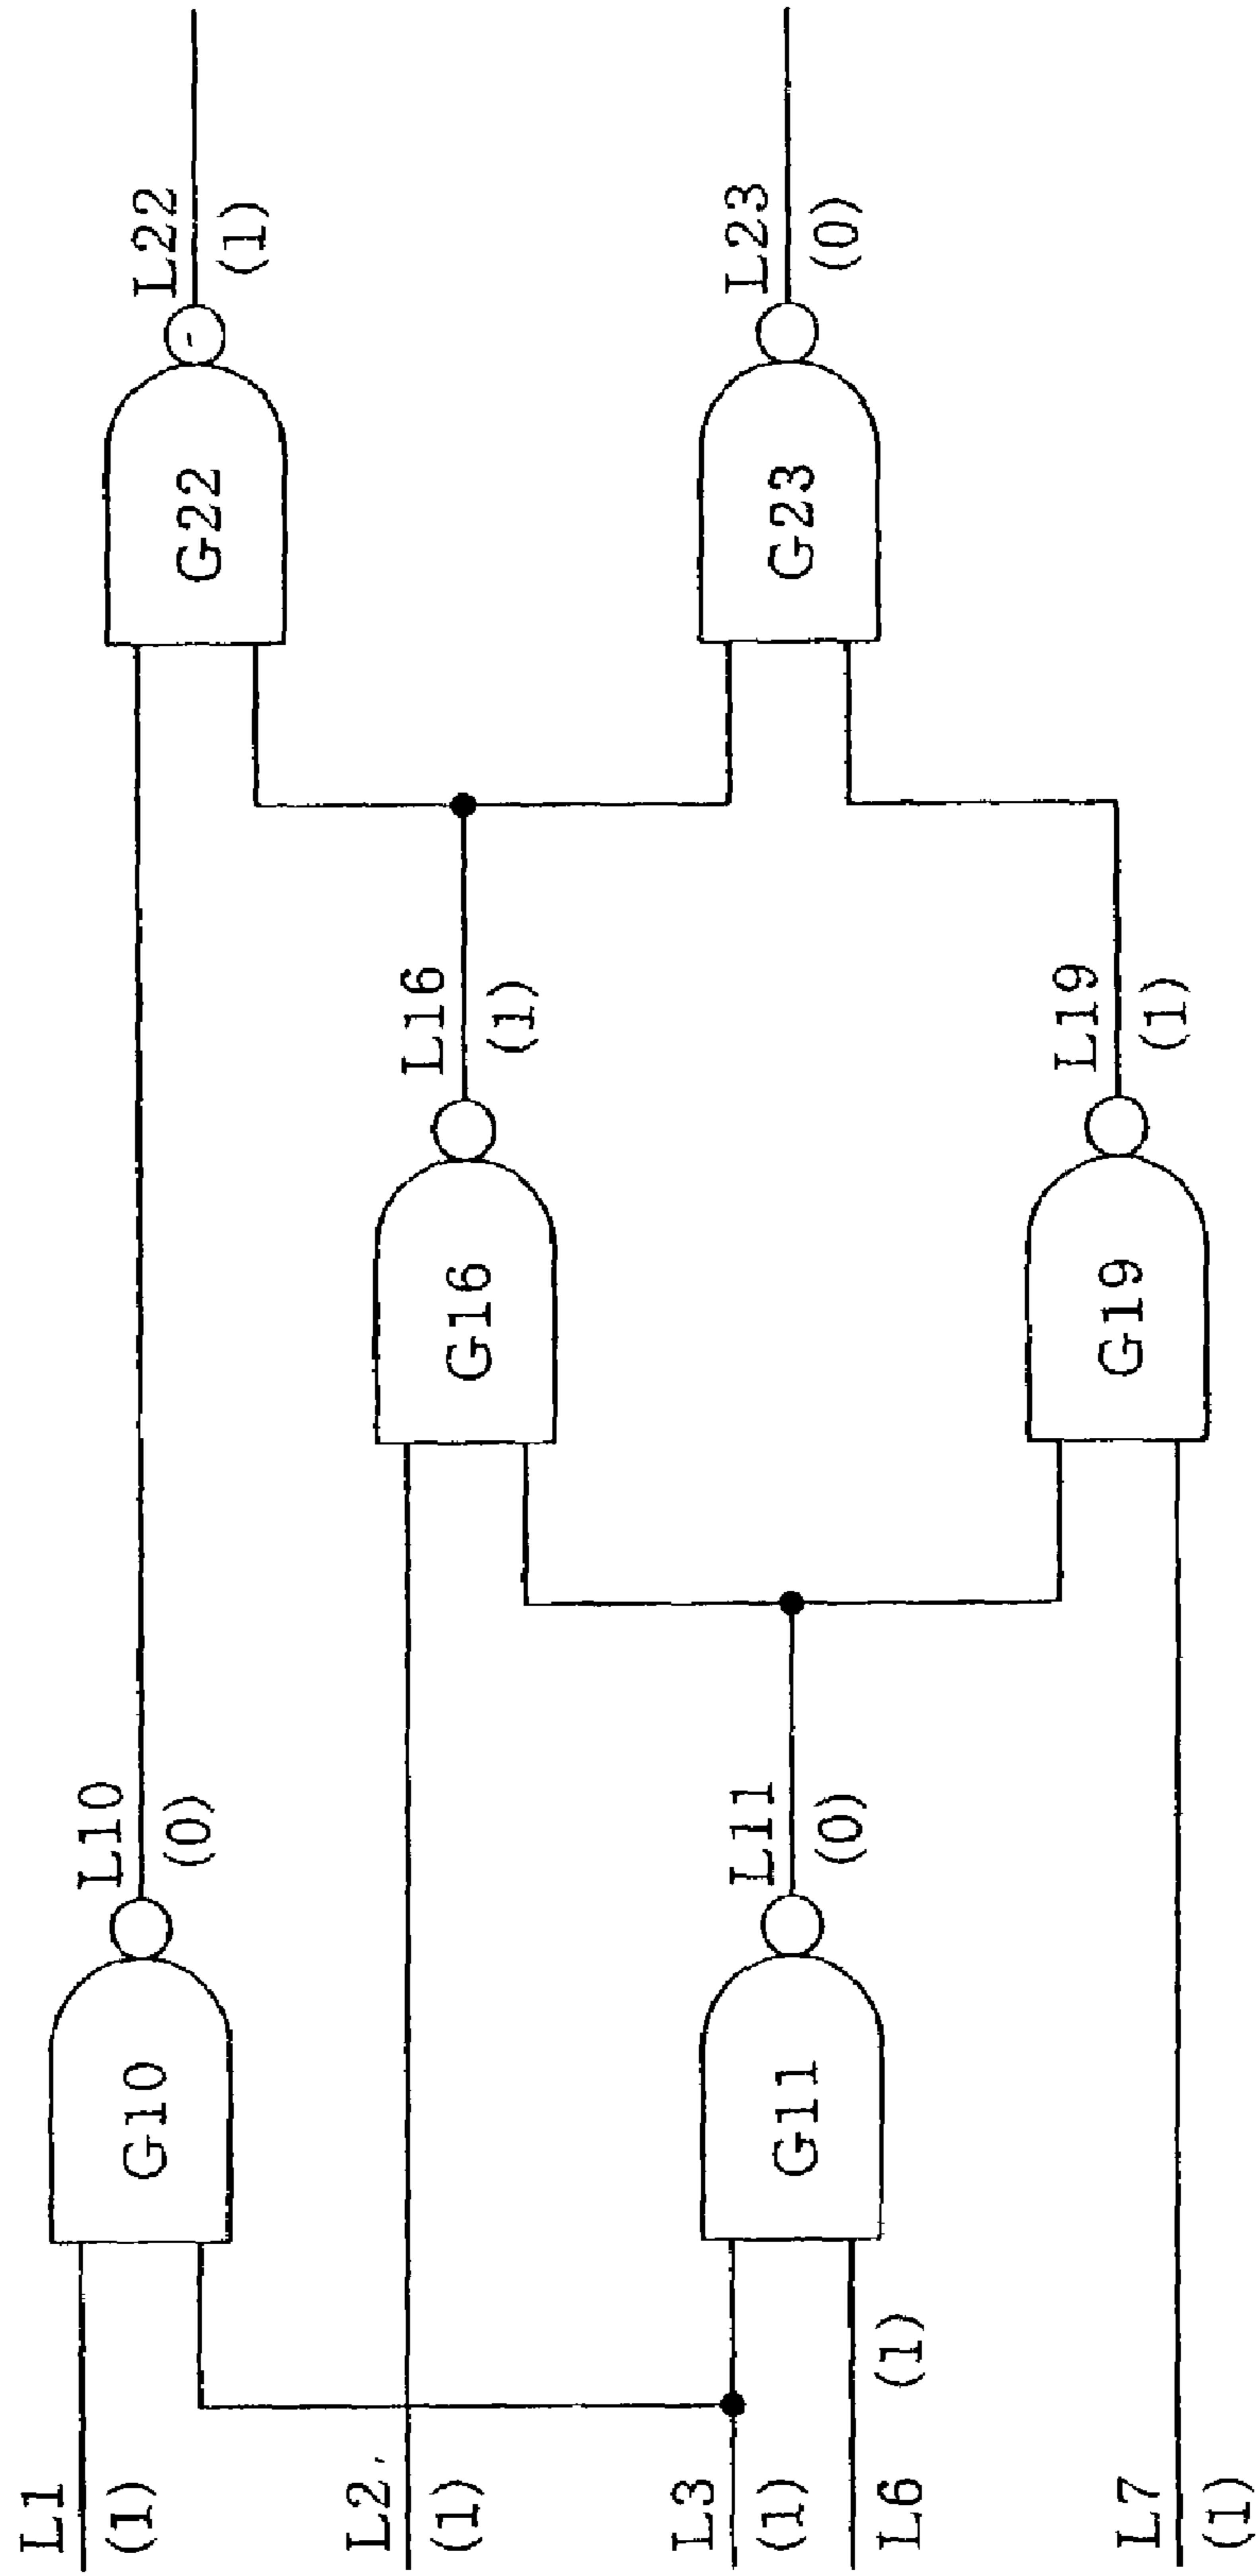 L1
(1)
G10
L10
(0)
G22
L22
(1)
L2
(1)
G16
L16
(1)
L3
(1)
L6
(1)
G11
L11
(0)
G23
L23
(0)
L7
(1)
G19
L19
(1)